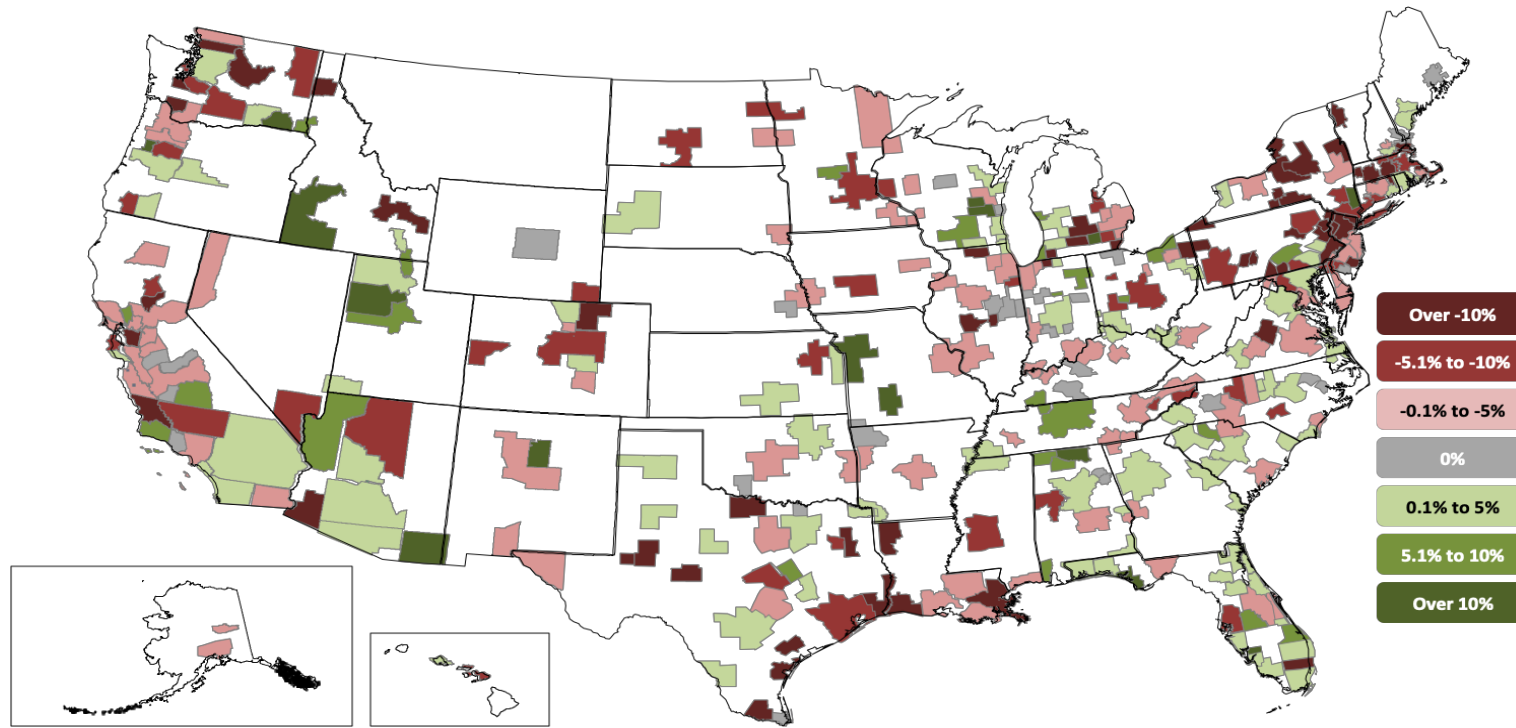 Over -10%
-5.1% to -10%
-0.1% to -5%
0%
0.1% to 5%
5.1% to 10%
Over 10%